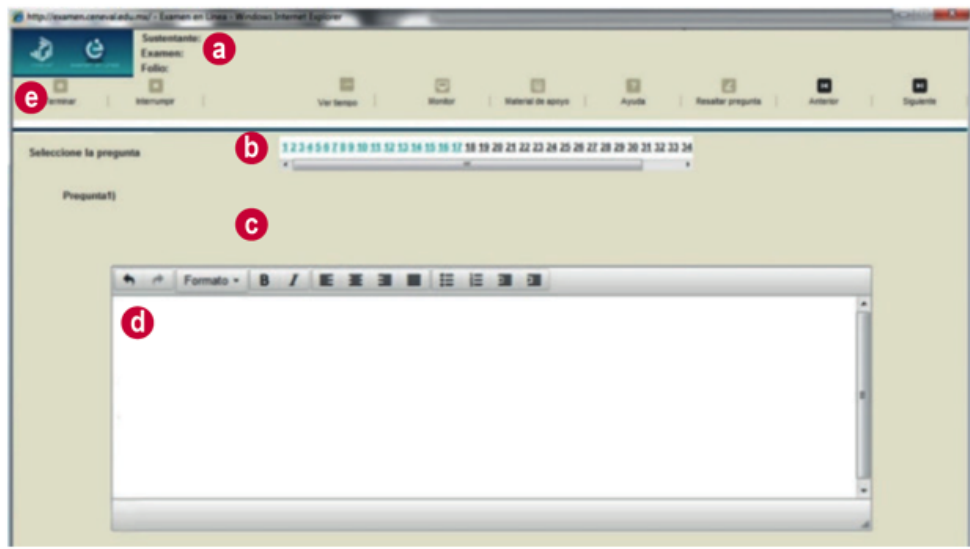 http://examen.ceneval.edu.mx/ - Examen en Línea - Windows Internet Explorer
Sustentante:
a
Examen:
Folio:
e
Terminar
Interrumpir
Ver tiempo
Monitor
Material de apoyo
Ayuda
Resaltar pregunta
Anterior
Siguiente
Seleccione la pregunta
b
1 2 3 4 5 6 7 8 9 10 11 12 13 14 15 16 17 18 19 20 21 22 23 24 25 26 27 28 29 30 31 32 33 34
Pregunta1)
c
Formato
B
I
d